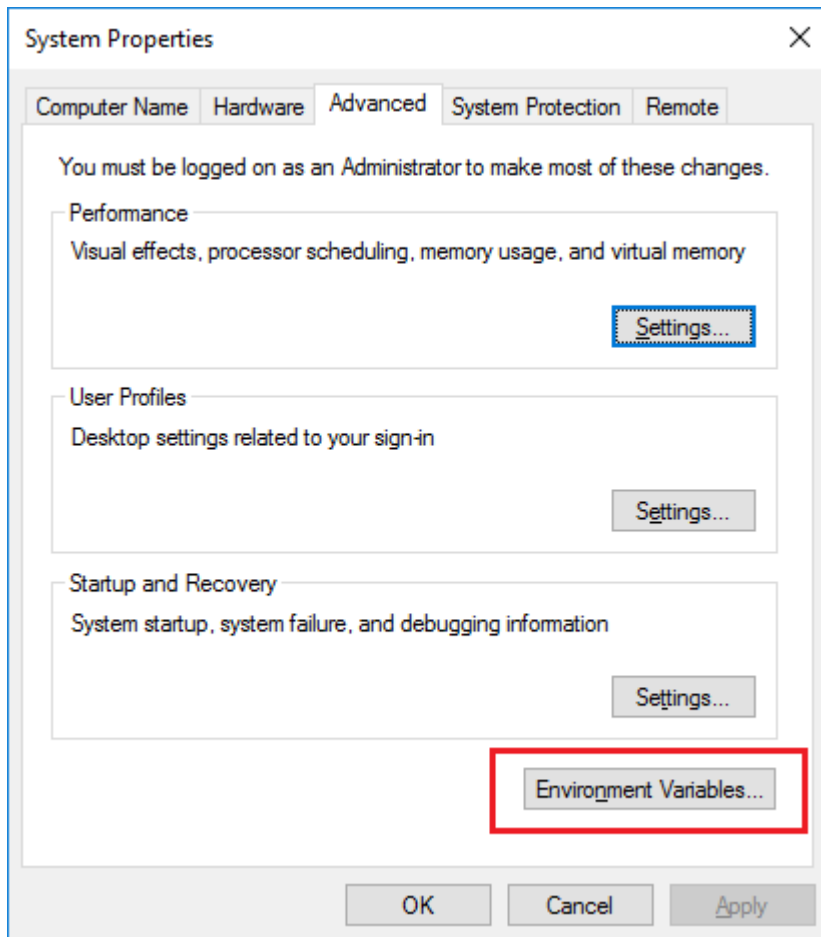 System Properties
Computer Name Hardware Advanced System Protection Remote
You must be logged on as an Administrator to make most of these changes.
Performance
Visual effects, processor scheduling, memory usage, and virtual memory
Settings...
User Profiles
Desktop settings related to your sign-in
Settings...
Startup and Recovery
System startup, system failure, and debugging information
Settings...
Environment Variables...
OK Cancel Apply